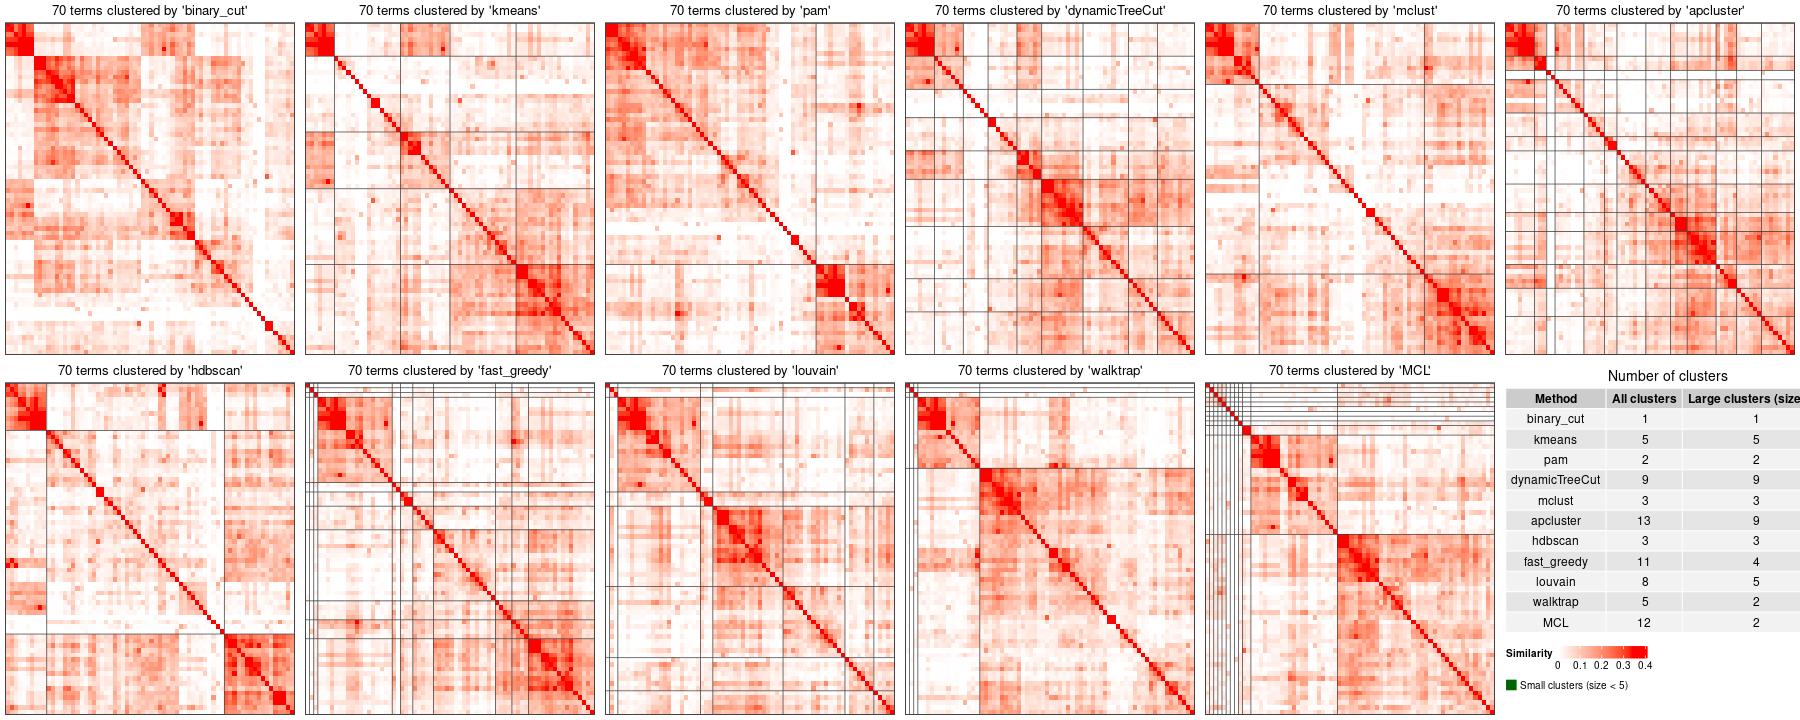 70 terms clustered by 'binary_cut'
70 terms clustered by 'kmeans'
70 terms clustered by 'pam'
70 terms clustered by 'dynamicTreeCut'
70 terms clustered by 'mclust'
70 terms clustered by 'apcluster'
70 terms clustered by 'hdbscan'
70 terms clustered by 'fast_greedy'
70 terms clustered by 'louvain'
70 terms clustered by 'walktrap'
70 terms clustered by 'MCL'
Number of clusters
Method All clusters Large clusters (size
binary_cut 1 1
kmeans 5 5
pam 2 2
dynamicTreeCut 9 9
mclust 3 3
apcluster 13 9
hdbscan 3 3
fast_greedy 11 4
louvain 8 5
walktrap 5 2
MCL 12 2
Similarity
0 0.1 0.2 0.3 0.4
Small clusters (size < 5)